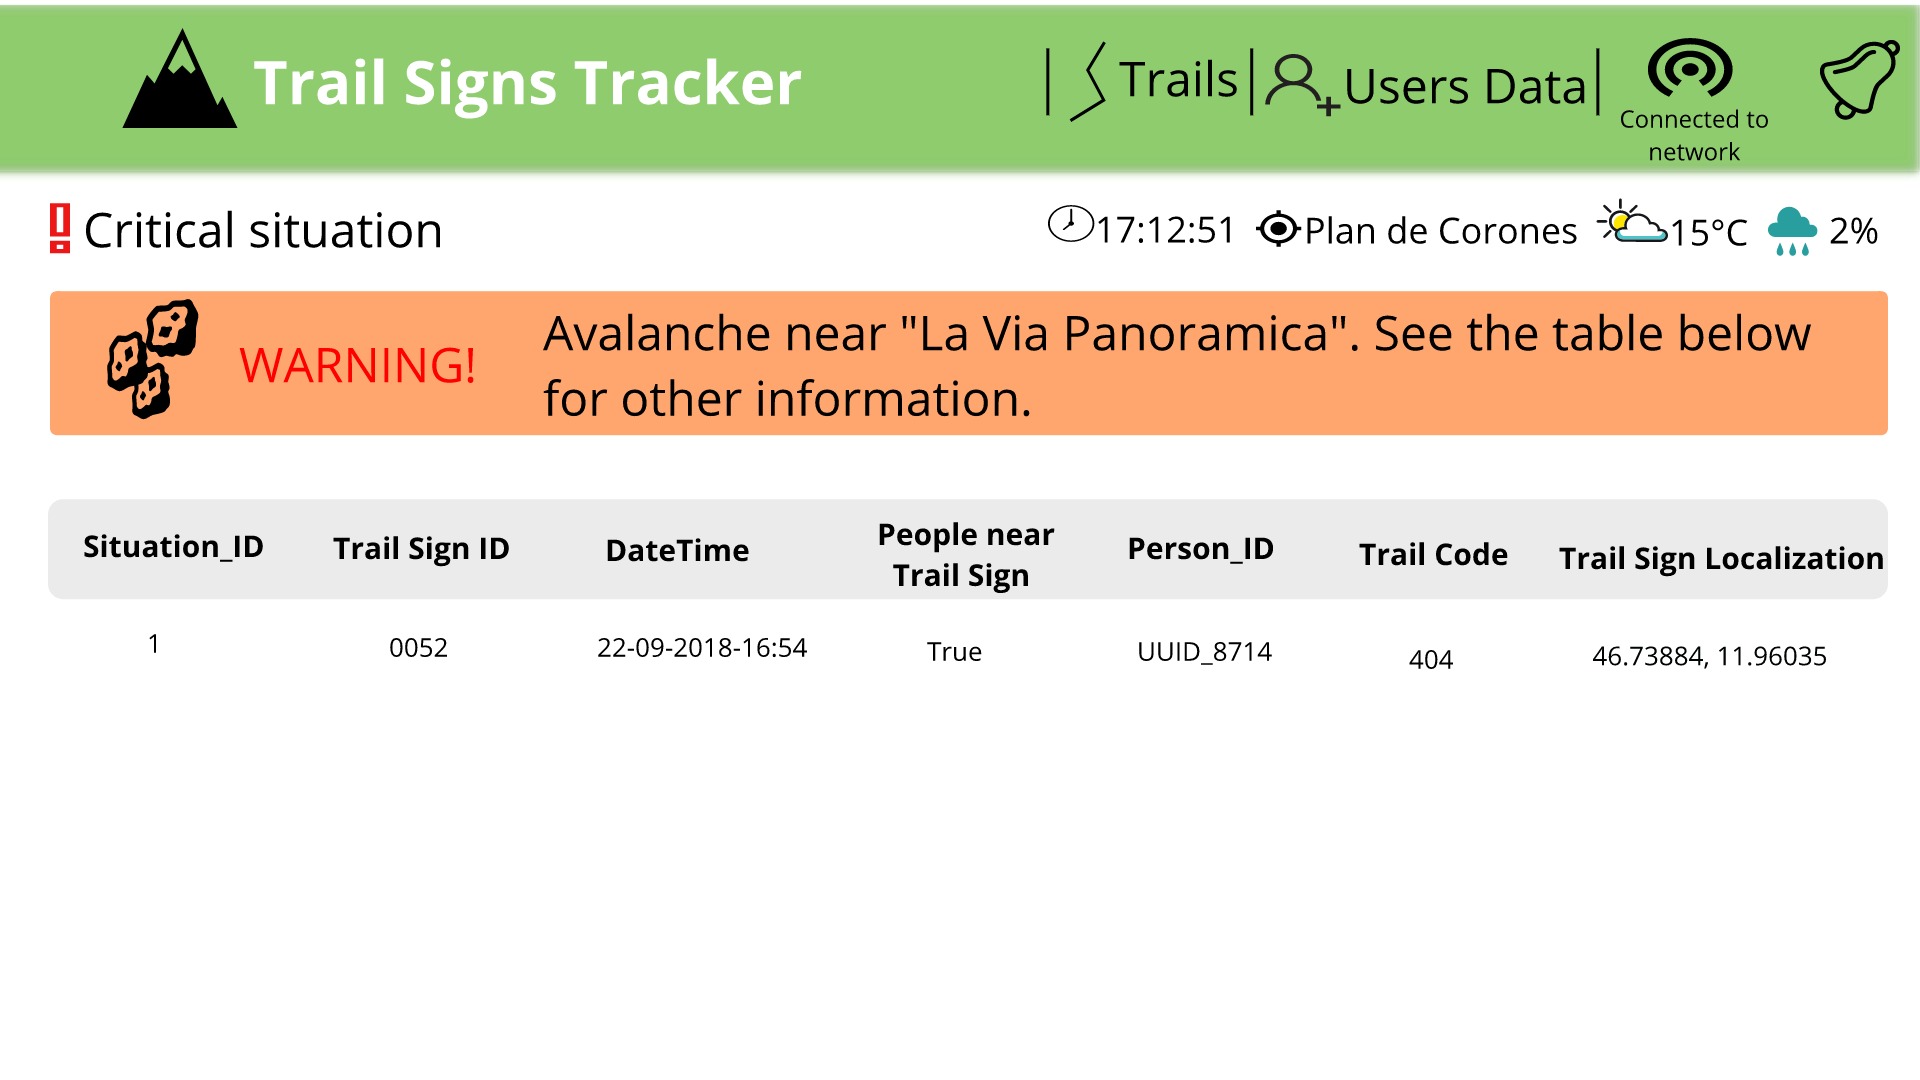 Trail Signs Tracker
Trails
Users Data
Connected to
network
Critical situation
17:12:51
Plan de Corones
15°C
2%
WARNING!
Avalanche near "La Via Panoramica". See the table below
for other information.
Situation_ID
Trail Sign ID
DateTime
People near
Trail Sign
Person_ID
Trail Code
Trail Sign Localization
1
0052
22-09-2018-16:54
True
UUID_8714
404
46.73884, 11.96035